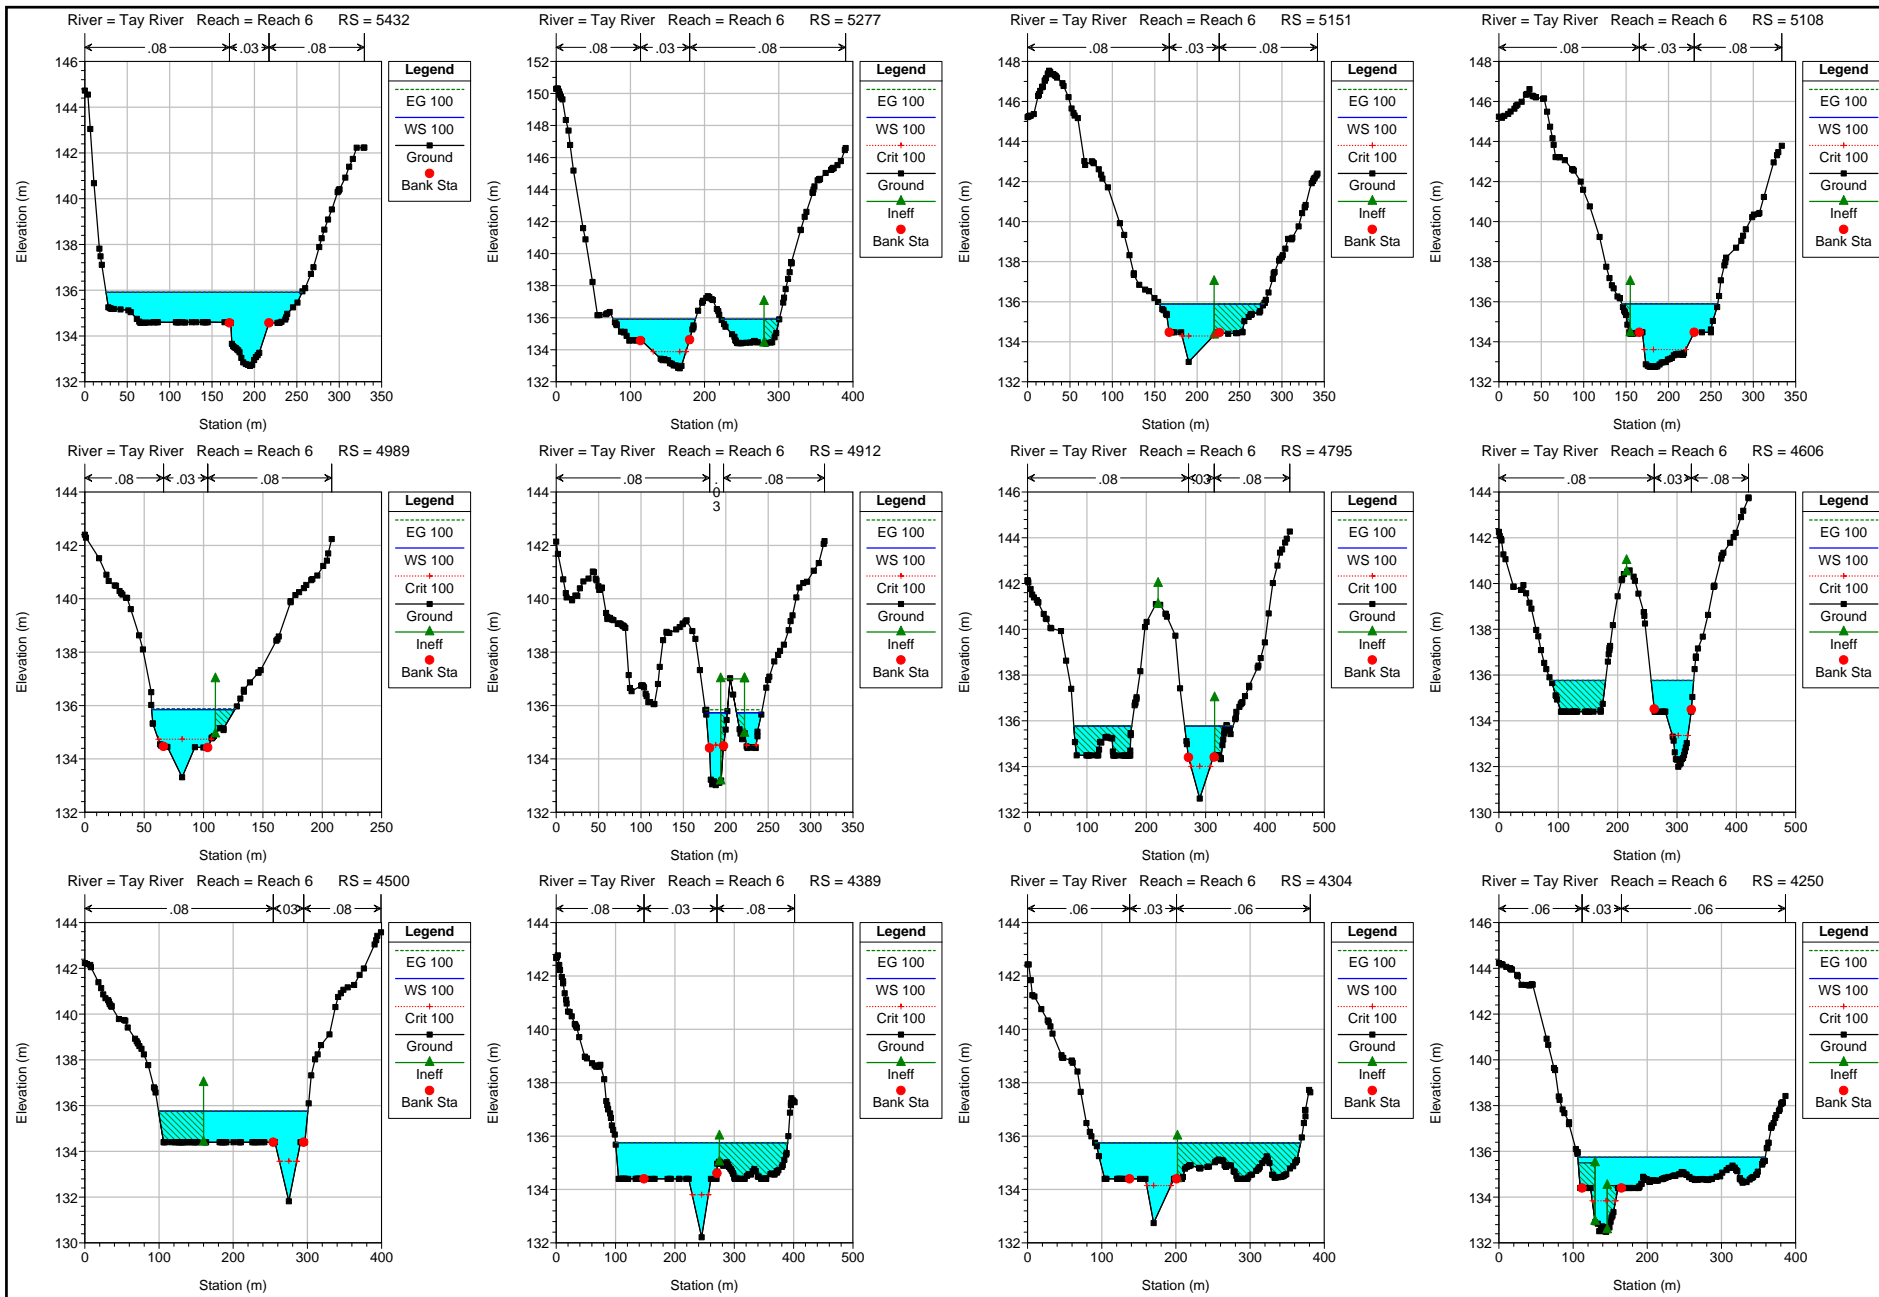 River = Tay River Reach = Reach 6 RS = 5432
.08 .03 .08
146
144
142
140
138
136
134
132
0 50 100 150 200 250 300 350
Station (m)
Elevation (m)
Legend
EG 100
WS 100
Ground
Bank Sta
River = Tay River Reach = Reach 6 RS = 5277
.08 .03 .08
152
150
148
146
144
142
140
138
136
134
132
0 100 200 300 400
Station (m)
Elevation (m)
Legend
EG 100
WS 100
Crit 100
Ground
Ineff
Bank Sta
River = Tay River Reach = Reach 6 RS = 5151
.08 .03 .08
148
146
144
142
140
138
136
134
132
0 50 100 150 200 250 300 350
Station (m)
Elevation (m)
Legend
EG 100
WS 100
Crit 100
Ground
Ineff
Bank Sta
River = Tay River Reach = Reach 6 RS = 5108
.08 .03 .08
148
146
144
142
140
138
136
134
132
0 50 100 150 200 250 300 350
Station (m)
Elevation (m)
Legend
EG 100
WS 100
Crit 100
Ground
Ineff
Bank Sta
River = Tay River Reach = Reach 6 RS = 4989
.08 .03 .08
144
142
140
138
136
134
132
0 50 100 150 200 250
Station (m)
Elevation (m)
Legend
EG 100
WS 100
Crit 100
Ground
Ineff
Bank Sta
River = Tay River Reach = Reach 6 RS = 4912
.08 .03 .08
144
142
140
138
136
134
132
0 50 100 150 200 250 300 350
Station (m)
Elevation (m)
Legend
EG 100
WS 100
Crit 100
Ground
Ineff
Bank Sta
River = Tay River Reach = Reach 6 RS = 4795
.08 .03 .08
146
144
142
140
138
136
134
132
0 100 200 300 400 500
Station (m)
Elevation (m)
Legend
EG 100
WS 100
Crit 100
Ground
Ineff
Bank Sta
River = Tay River Reach = Reach 6 RS = 4606
.08 .03 .08
144
142
140
138
136
134
132
130
0 100 200 300 400 500
Station (m)
Elevation (m)
Legend
EG 100
WS 100
Crit 100
Ground
Ineff
Bank Sta
River = Tay River Reach = Reach 6 RS = 4500
.08 .03 .08
144
142
140
138
136
134
132
130
0 100 200 300 400
Station (m)
Elevation (m)
Legend
EG 100
WS 100
Crit 100
Ground
Ineff
Bank Sta
River = Tay River Reach = Reach 6 RS = 4389
.08 .03 .08
144
142
140
138
136
134
132
0 100 200 300 400 500
Station (m)
Elevation (m)
Legend
EG 100
WS 100
Crit 100
Ground
Ineff
Bank Sta
River = Tay River Reach = Reach 6 RS = 4304
.06 .03 .06
144
142
140
138
136
134
132
0 100 200 300 400
Station (m)
Elevation (m)
Legend
EG 100
WS 100
Crit 100
Ground
Ineff
Bank Sta
River = Tay River Reach = Reach 6 RS = 4250
.06 .03 .06
146
144
142
140
138
136
134
132
0 100 200 300 400
Station (m)
Elevation (m)
Legend
EG 100
WS 100
Crit 100
Ground
Ineff
Bank Sta